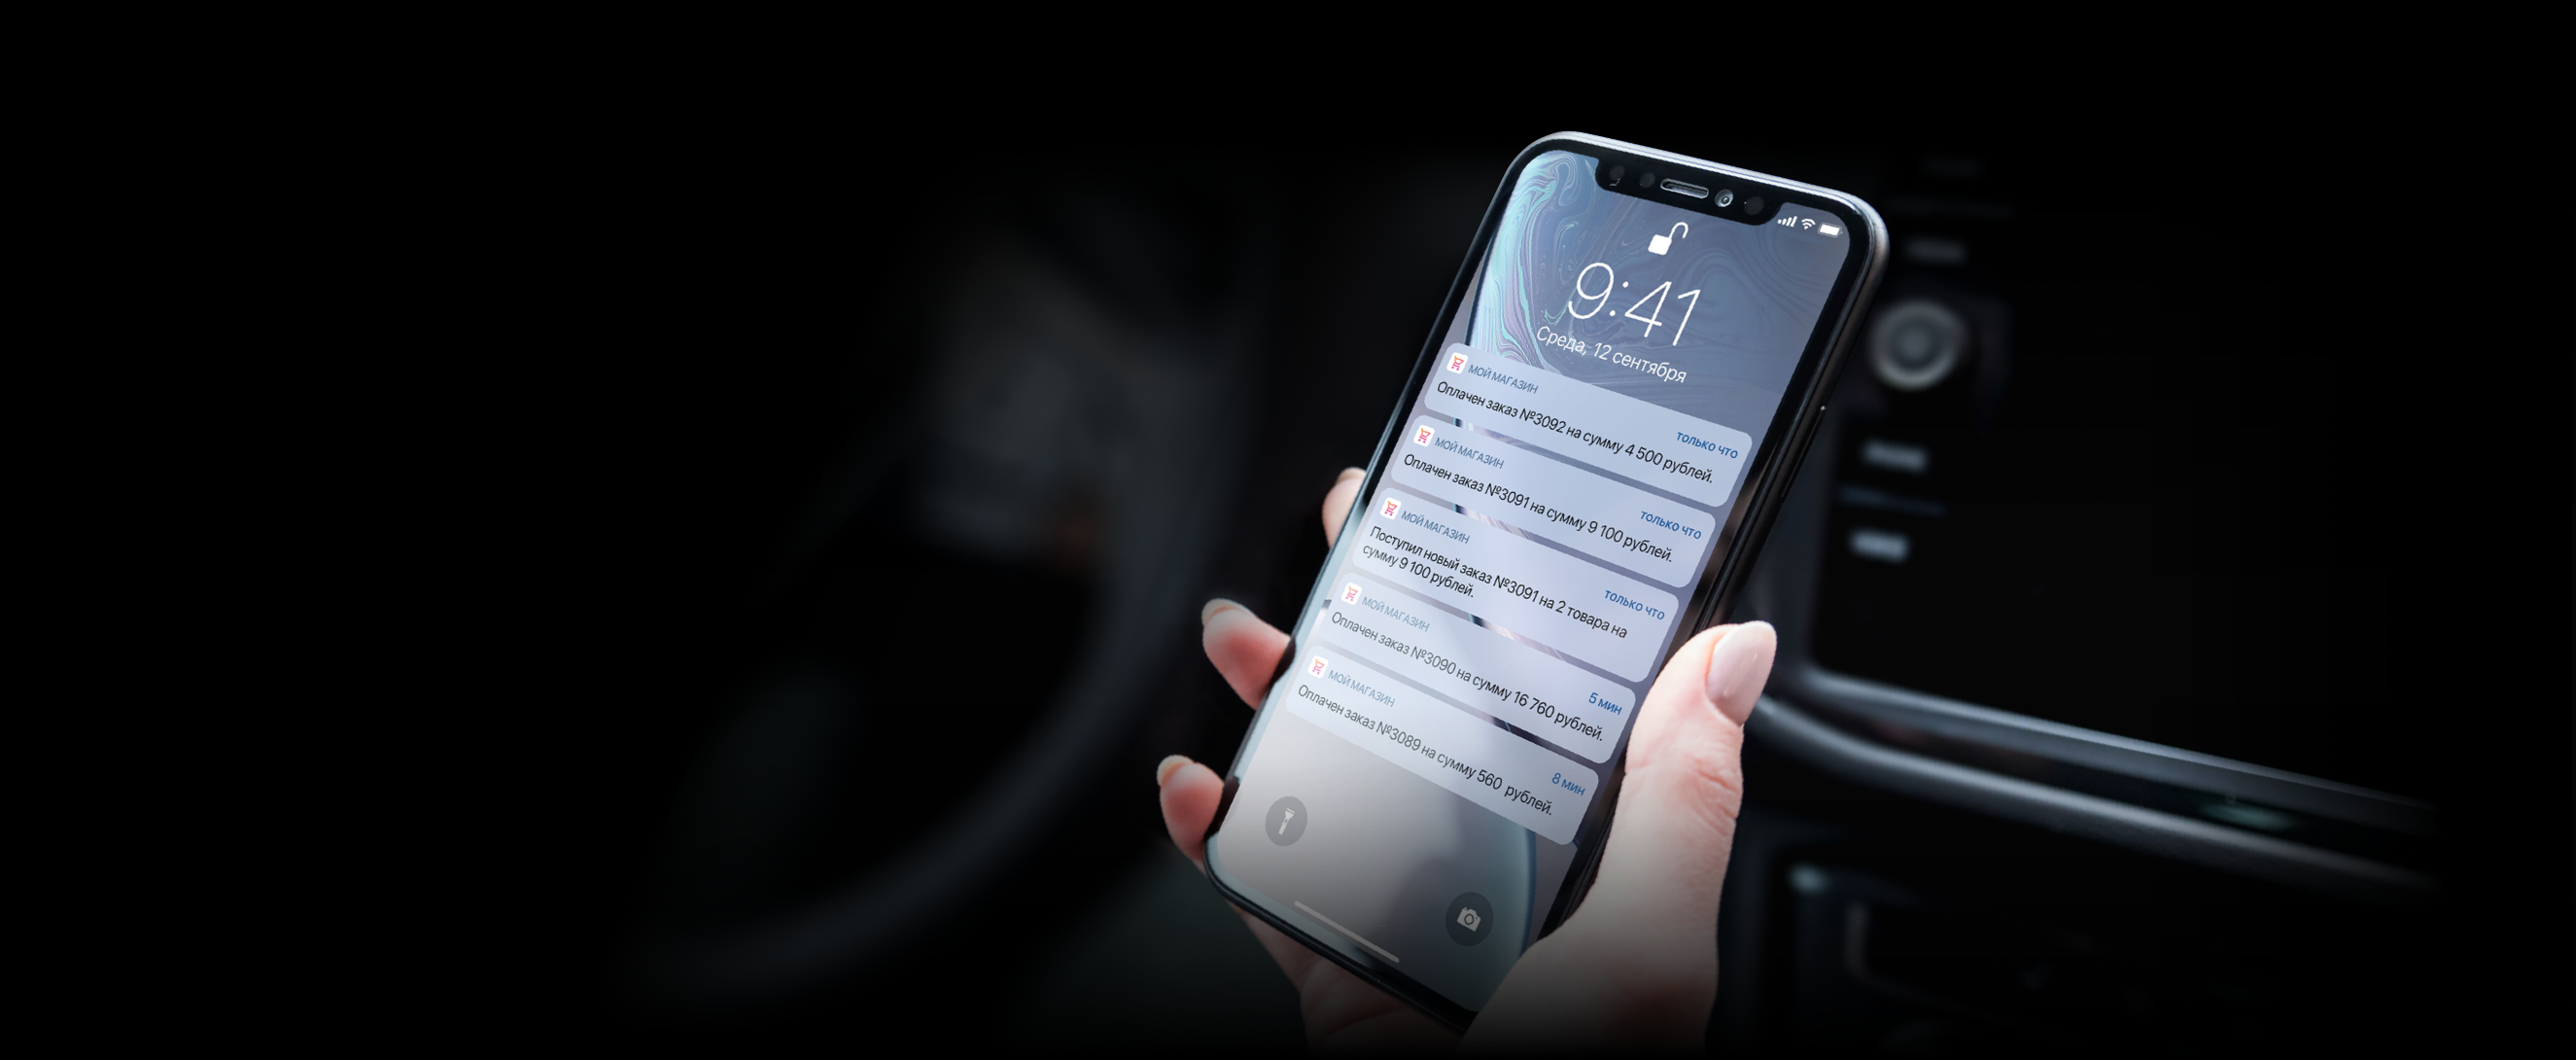 9:41
Среда, 12 сентября
МОЙ МАГАЗИН
только что
Оплачен заказ №3092 на сумму 4 500 рублей.
МОЙ МАГАЗИН
только что
Оплачен заказ №3091 на сумму 9 100 рублей.
МОЙ МАГАЗИН
только что
Поступил новый заказ №3091 на 2 товара на
сумму 9 100 рублей.
МОЙ МАГАЗИН
5 мин
Оплачен заказ №3090 на сумму 16 760 рублей.
МОЙ МАГАЗИН
8 мин
Оплачен заказ №3089 на сумму 560 рублей.